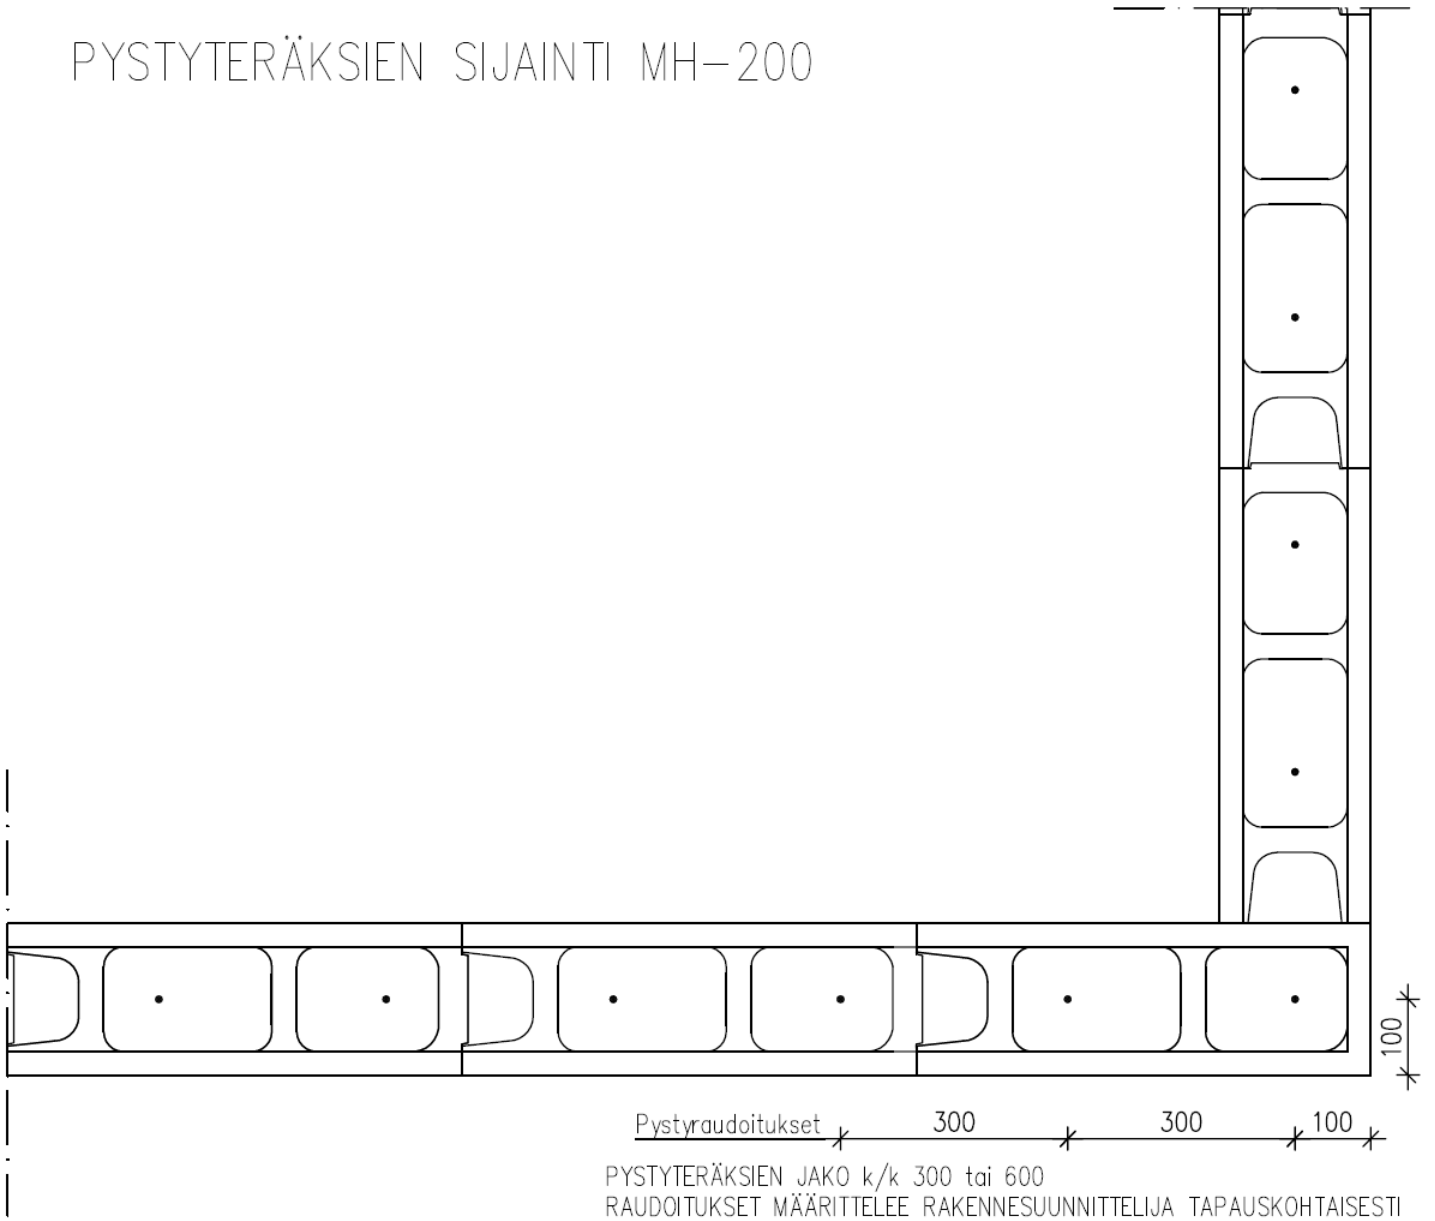 PYSTYTERÄKSIEN SIJAINTI MH-200
100
Pystyraudoitukset 300 300 100
PYSTYTERÄKSIEN JAKO k/k 300 tai 600
RAUDOITUKSET MÄÄRITTELEE RAKENNESUUNNITTELIJA TAPAUSKOHTAISESTI